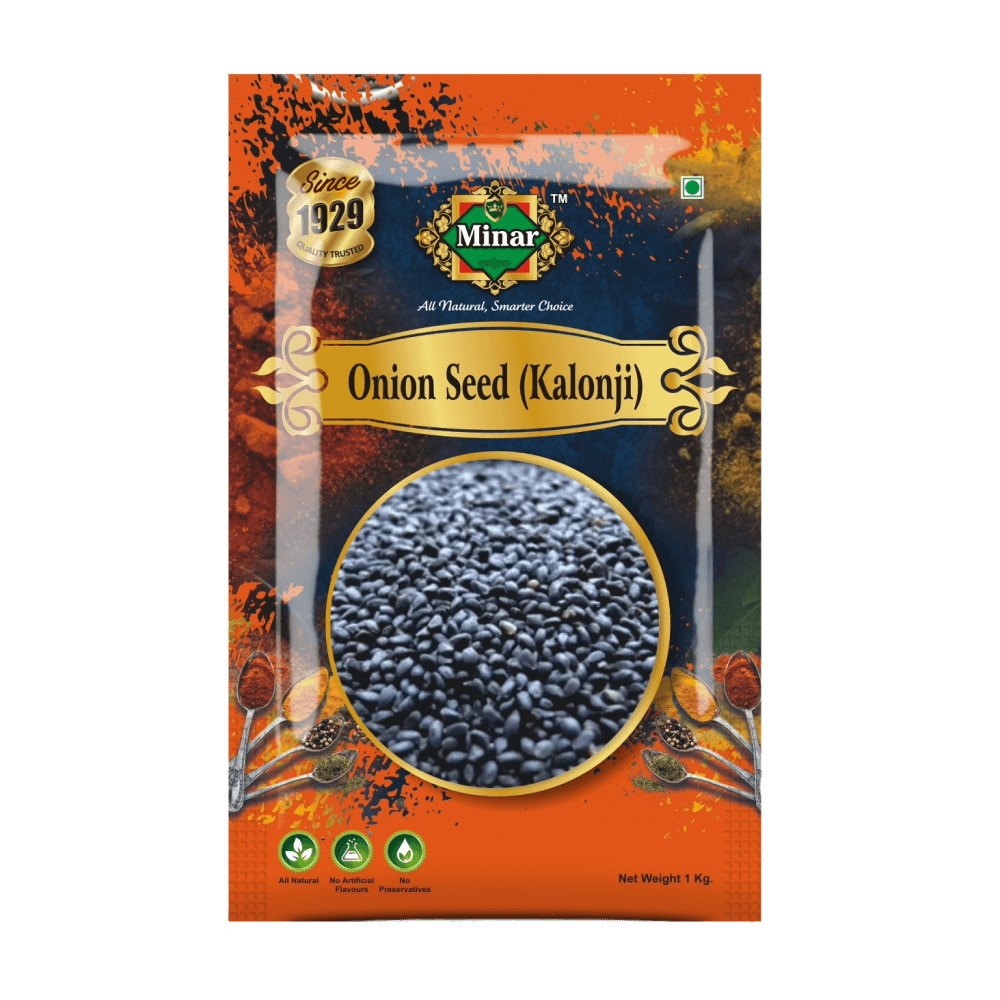 Since
1929
QUALITY TRUSTED
Minar
TM
All Natural, Smarter Choice
Onion Seed (Kalonji)
All Natural
No Artificial
Flavours
No
Preservatives
Net Weight 1 Kg.